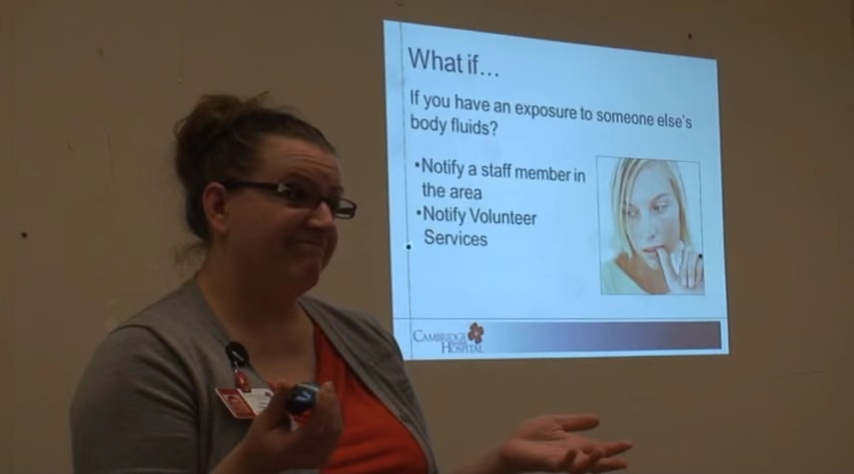 What if...
If you have an exposure to someone else's
body fluids?
•Notify a staff member in
the area
•Notify Volunteer
Services
CAMBRIDGE
HOSPITAL